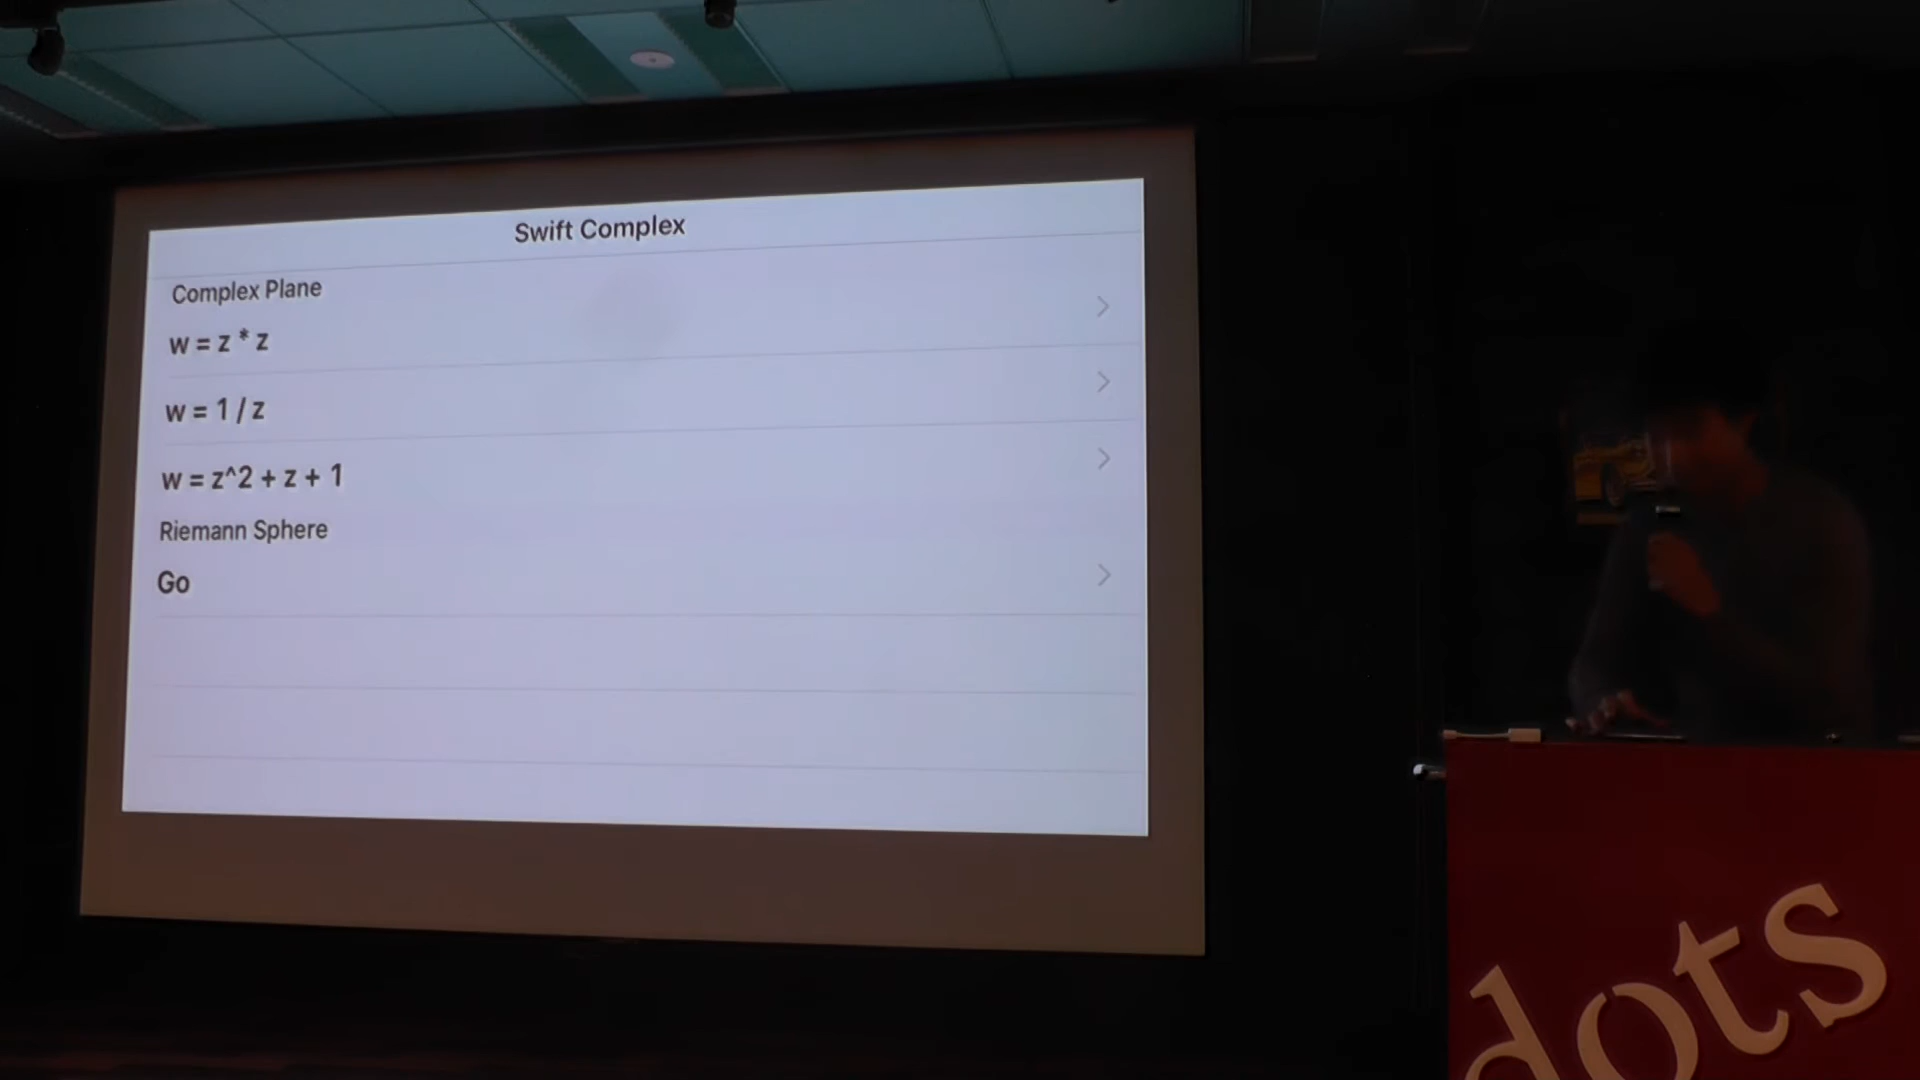 Swift Complex
Complex Plane
w = z * z
w = 1 / z
w = z^2 + z + 1
Riemann Sphere
Go
dots